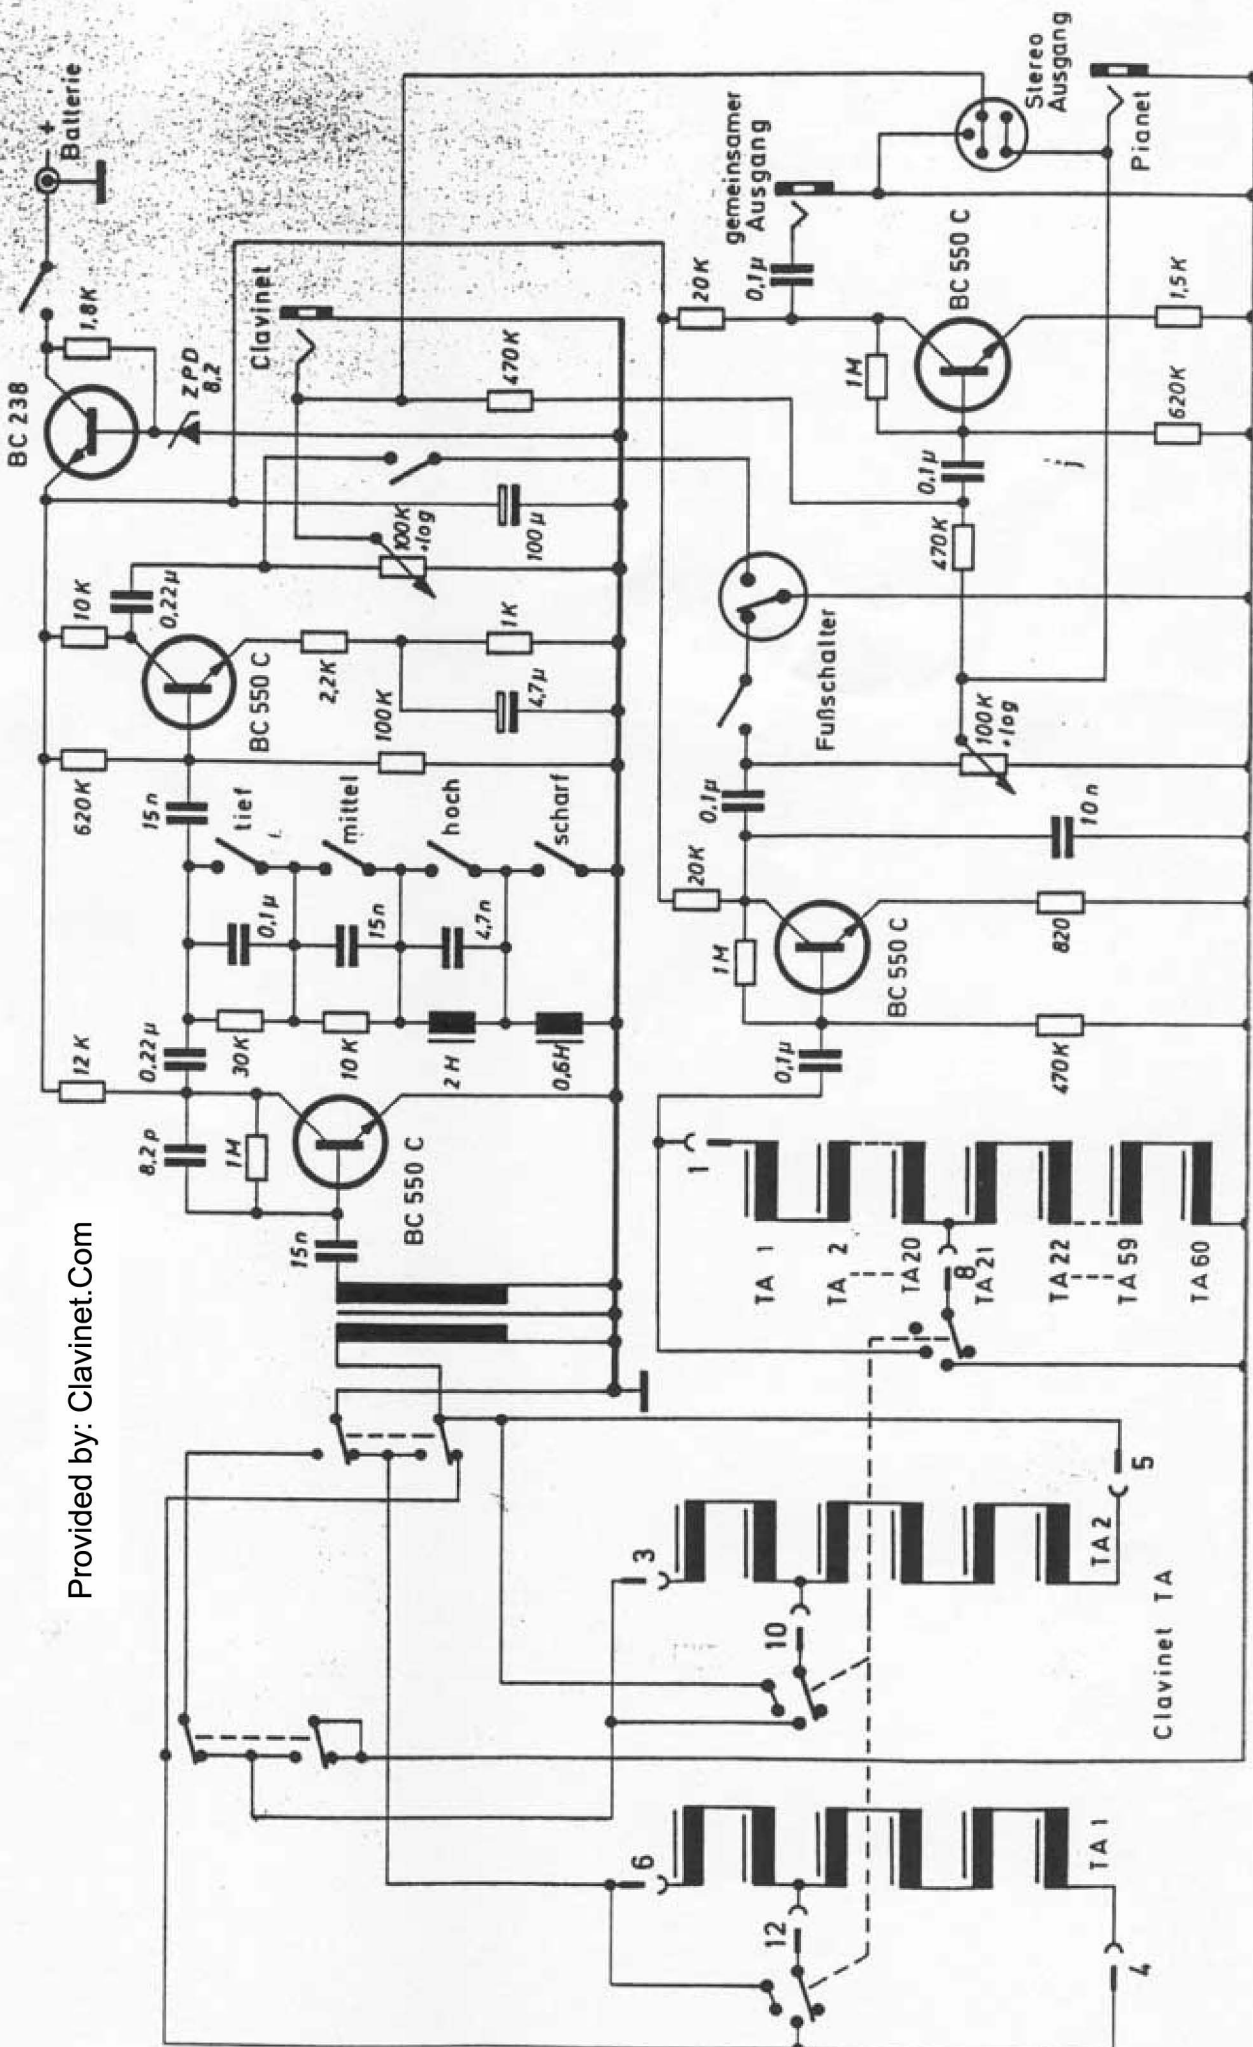 Provided by: Clavinet.Com
+
-
Batterie
BC 238
1,8K
ZPD
8,2
Clavinet
470K
100K
+log
100µ
10K
0,22µ
BC 550 C
2,2K
1K
4,7µ
620K
100K
15n
tief
mittel
hoch
scharf
0,1µ
15n
4,7n
12K
0,22µ
30K
10K
2H
0,6H
8,2p
1M
BC 550 C
15n
Stereo
Ausgang
Pianet
gemeinsamer
Ausgang
20K
0,1µ
BC 550 C
1M
1,5K
620K
0,1µ
j
470K
Fußschalter
100K
+log
0,1µ
10n
20K
1M
BC 550 C
820
0,1µ
470K
1
TA 1
TA 2
TA 20
8
TA 21
TA 22
TA 59
TA 60
3
10
5
TA 2
Clavinet TA
6
12
4
TA 1